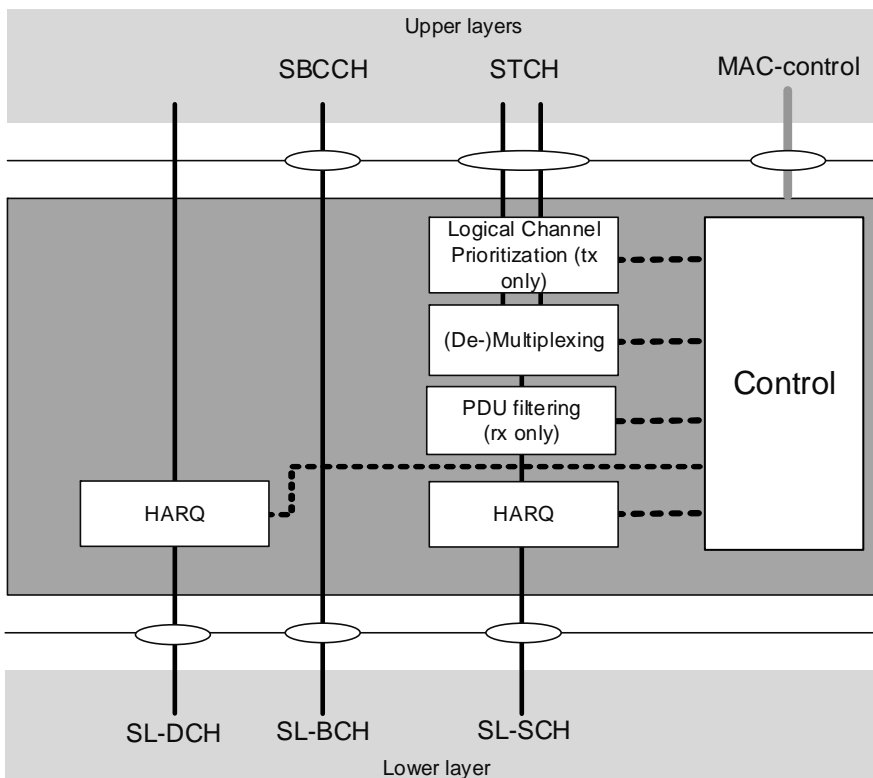 Upper layers
SBCCH
STCH
MAC-control
Logical Channel
Prioritization (tx
only)
(De-)Multiplexing
PDU filtering
(rx only)
Control
HARQ
HARQ
SL-DCH
SL-BCH
SL-SCH
Lower layer